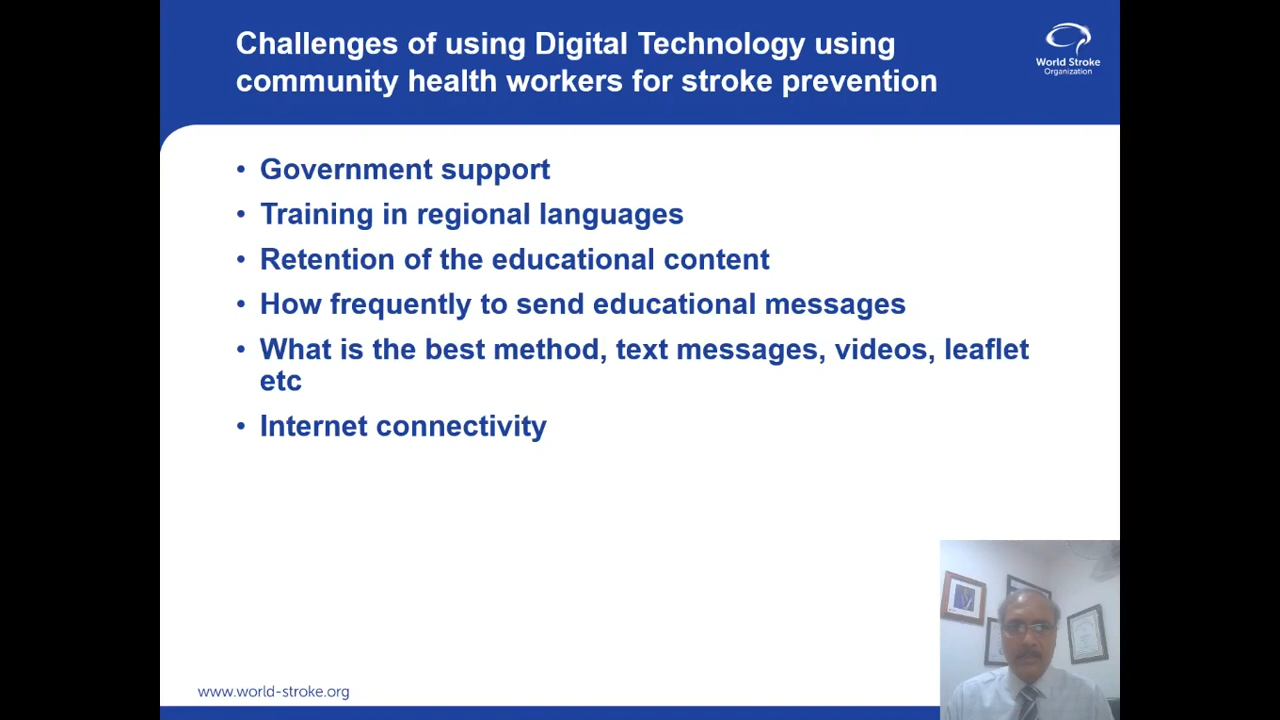 Challenges of using Digital Technology using
community health workers for stroke prevention
World Stroke
Organization
• Government support
• Training in regional languages
• Retention of the educational content
• How frequently to send educational messages
• What is the best method, text messages, videos, leaflet
etc
• Internet connectivity
www.world-stroke.org